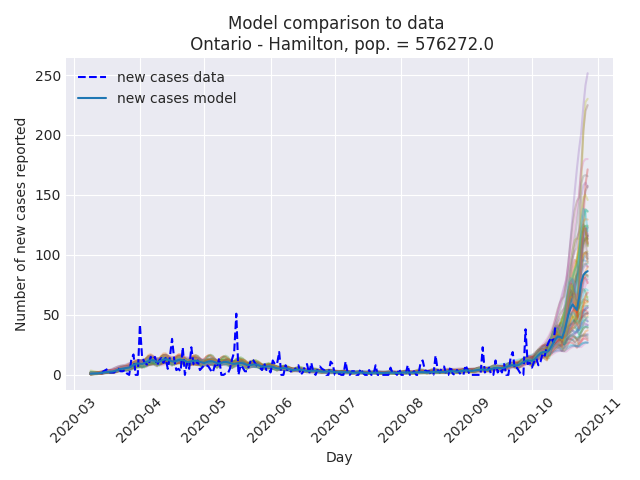 Model comparison to data
Ontario - Hamilton, pop. = 576272.0
new cases data
new cases model
250
200
150
100
50
0
Number of new cases reported
2020-03
2020-04
2020-05
2020-06
2020-07
2020-08
2020-09
2020-10
2020-11
Day